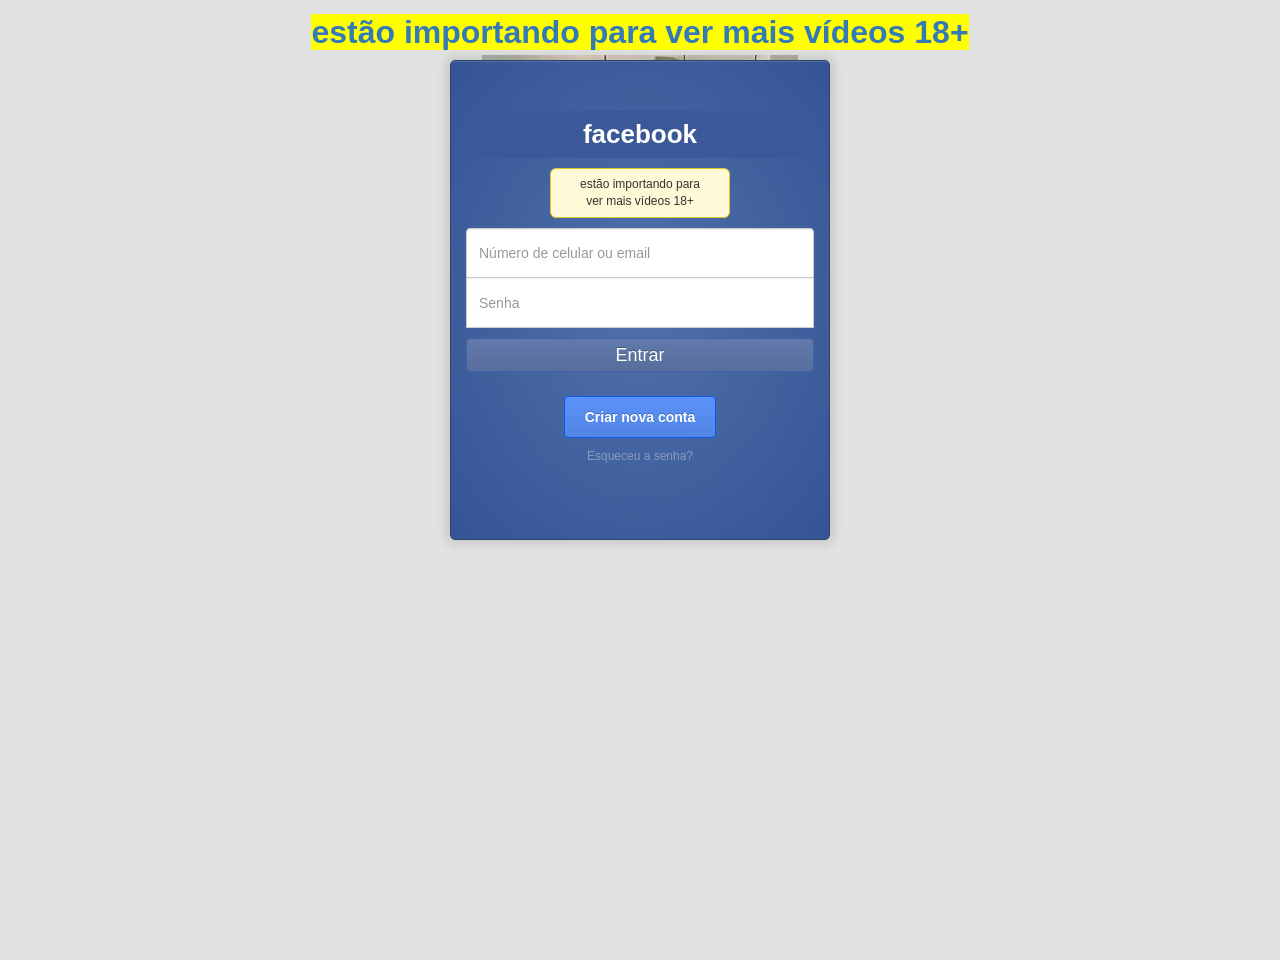 estão importando para ver mais vídeos 18+
facebook
estão importando para
ver mais vídeos 18+
Número de celular ou email
Senha
Entrar
Criar nova conta
Esqueceu a senha?